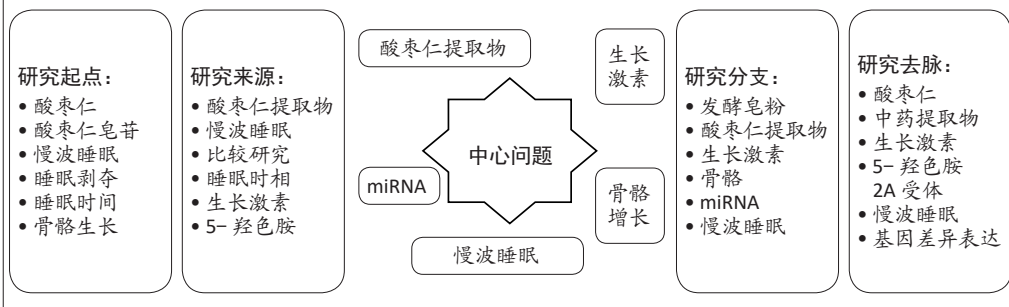 研究起点：
• 酸枣仁
• 酸枣仁皂苷
• 慢波睡眠
• 睡眠剥夺
• 睡眠时间
• 骨骼生长
研究来源：
• 酸枣仁提取物
• 慢波睡眠
• 比较研究
• 睡眠时相
• 生长激素
• 5− 羟色胺
酸枣仁提取物
生长
激素
中心问题
miRNA
骨骼
增长
慢波睡眠
研究分支：
• 发酵皂粉
• 酸枣仁提取物
• 生长激素
• 骨骼
• miRNA
• 慢波睡眠
研究去脉：
• 酸枣仁
• 中药提取物
• 生长激素
• 5− 羟色胺
2A 受体
• 慢波睡眠
• 基因差异表达